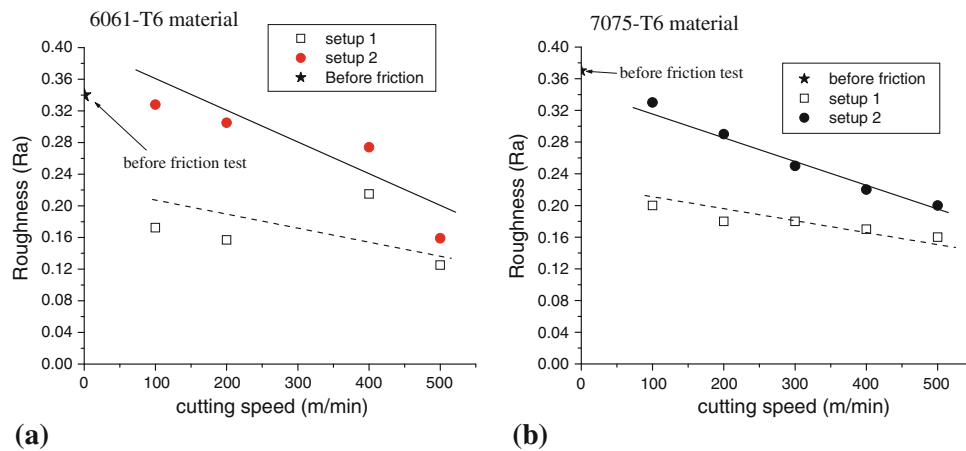 6061-T6 material
0.40
0.36
0.32
0.28
0.24
0.20
0.16
0.12
0.08
0.04
0.00
Roughness (Ra)
setup 1
setup 2
Before friction
before friction test
0 100 200 300 400 500
cutting speed (m/min)
(a)
7075-T6 material
0.40
0.36
0.32
0.28
0.24
0.20
0.16
0.12
0.08
0.04
0.00
Roughness (Ra)
before friction test
before friction
setup 1
setup 2
0 100 200 300 400 500
cutting speed (m/min)
(b)